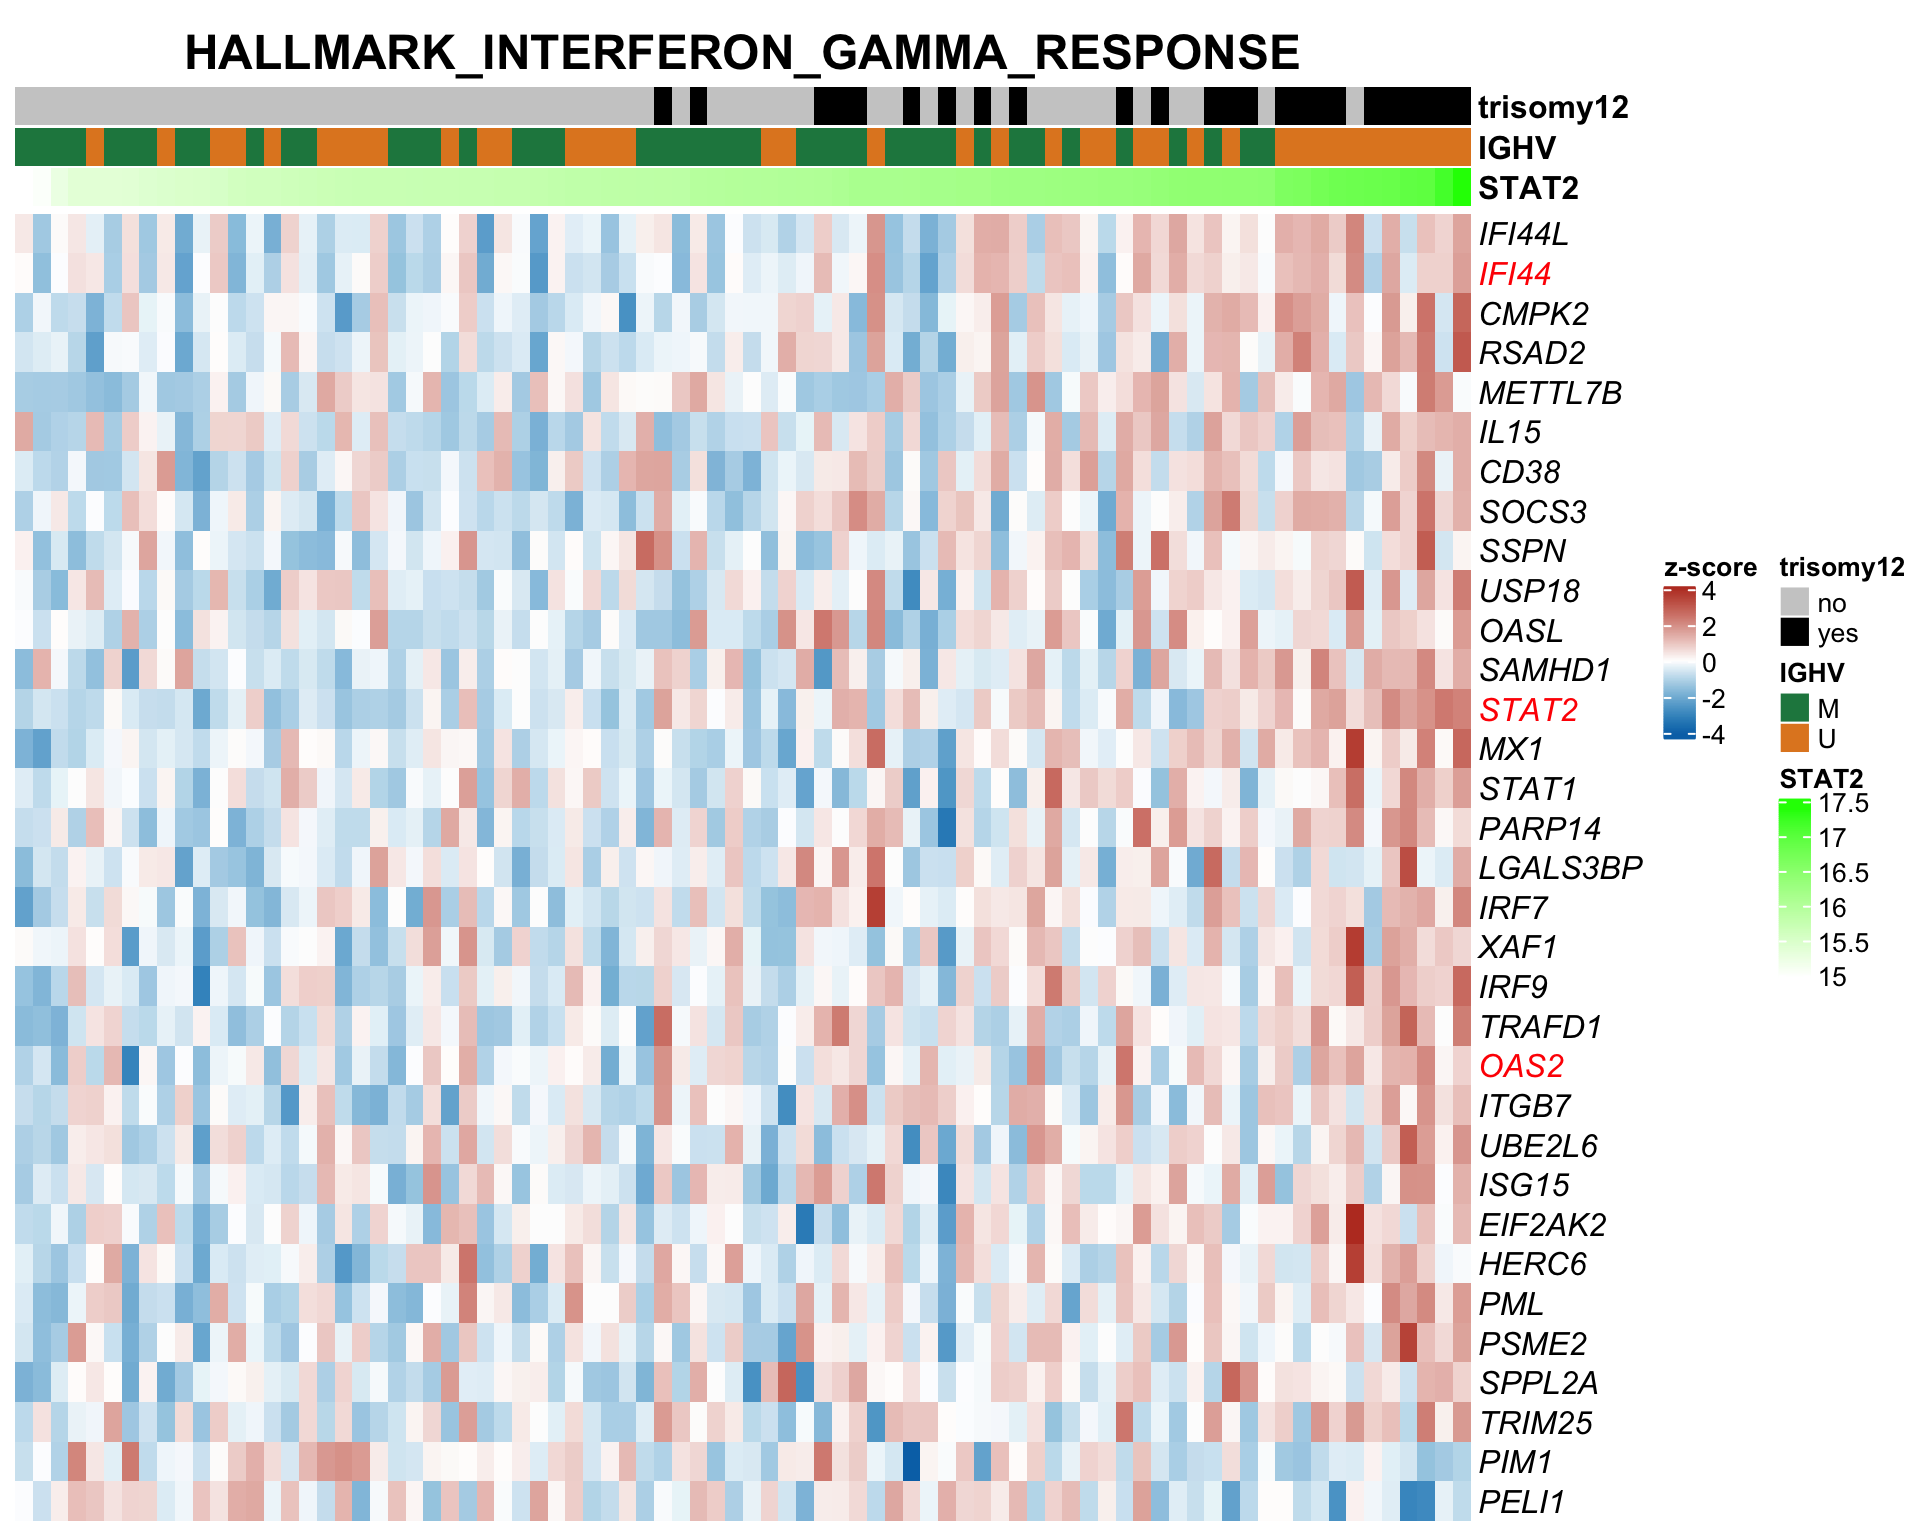 HALLMARK_INTERFERON_GAMMA_RESPONSE
trisomy12
IGHV
STAT2
IFI44L
IFI44
CMPK2
RSAD2
METTL7B
IL15
CD38
SOCS3
SSPN
USP18
OASL
SAMHD1
STAT2
MX1
STAT1
PARP14
LGALS3BP
IRF7
XAF1
IRF9
TRAFD1
OAS2
ITGB7
UBE2L6
ISG15
EIF2AK2
HERC6
PML
PSME2
SPPL2A
TRIM25
PIM1
PELI1
z-score
4
2
0
-2
-4
trisomy12
no
yes
IGHV
M
U
STAT2
17.5
17
16.5
16
15.5
15